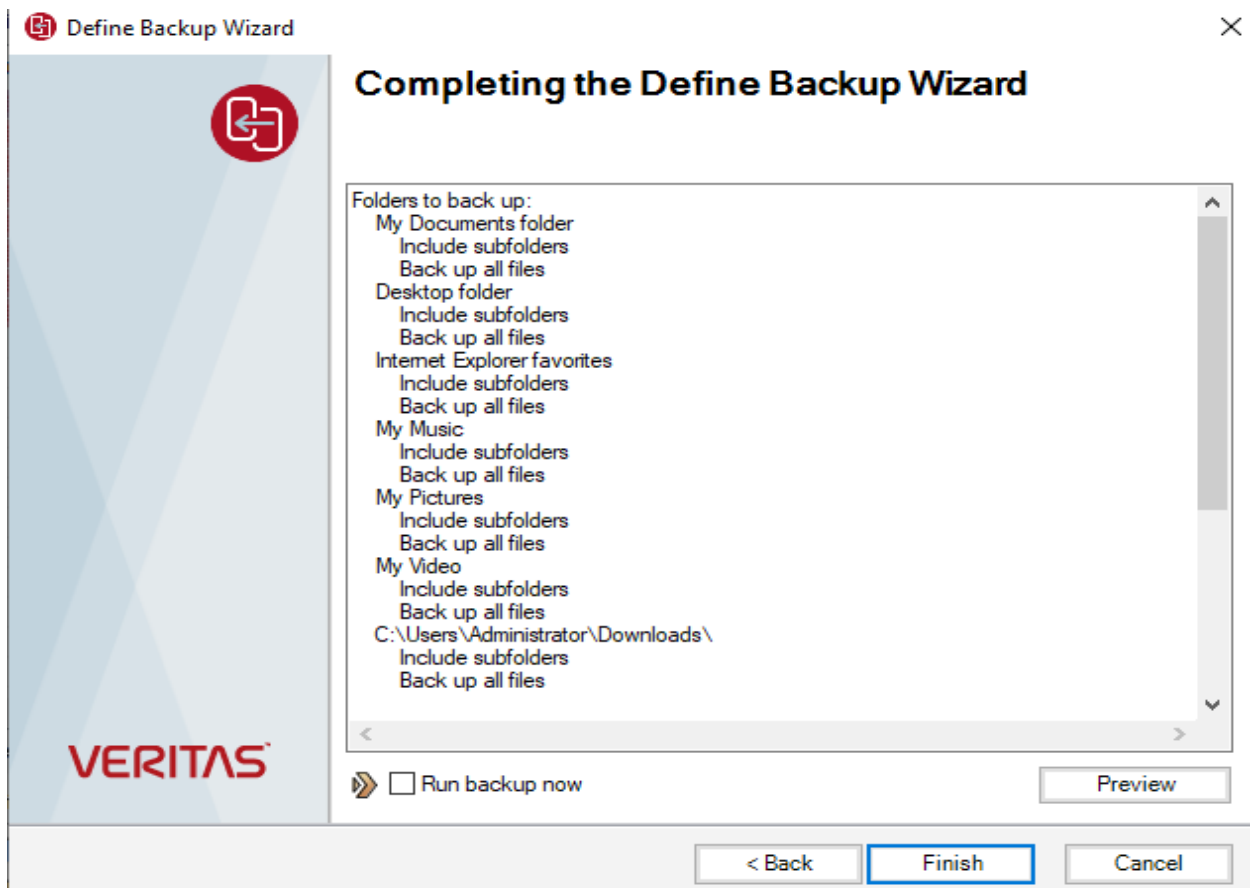 Define Backup Wizard
Completing the Define Backup Wizard
Folders to back up:
My Documents folder
Include subfolders
Back up all files
Desktop folder
Include subfolders
Back up all files
Internet Explorer favorites
Include subfolders
Back up all files
My Music
Include subfolders
Back up all files
My Pictures
Include subfolders
Back up all files
My Video
Include subfolders
Back up all files
C:\Users\Administrator\Downloads\
Include subfolders
Back up all files
VERITAS™
Run backup now
Preview
< Back
Finish
Cancel